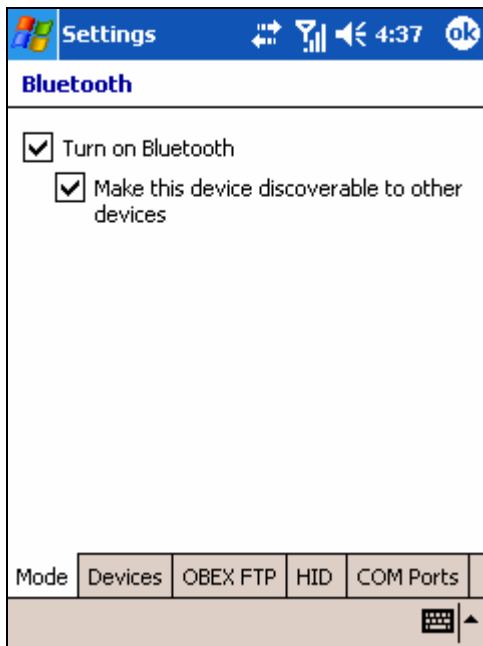 Settings 4:37 ok
Bluetooth
Turn on Bluetooth
Make this device discoverable to other
devices
Mode Devices OBEX FTP HID COM Ports